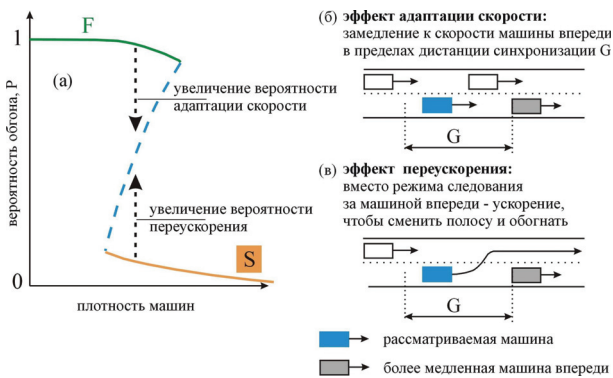 вероятность обгона, P
1
0
F
(а)
увеличение вероятности
адаптации скорости
увеличение вероятности
переускорения
S
плотность машин
(б) эффект адаптации скорости:
замедление к скорости машины впереди
в пределах дистанции синхронизации G
G
(в) эффект переускорения:
вместо режима следования
за машиной впереди - ускорение,
чтобы сменить полосу и обогнать
G
рассматриваемая машина
более медленная машина впереди